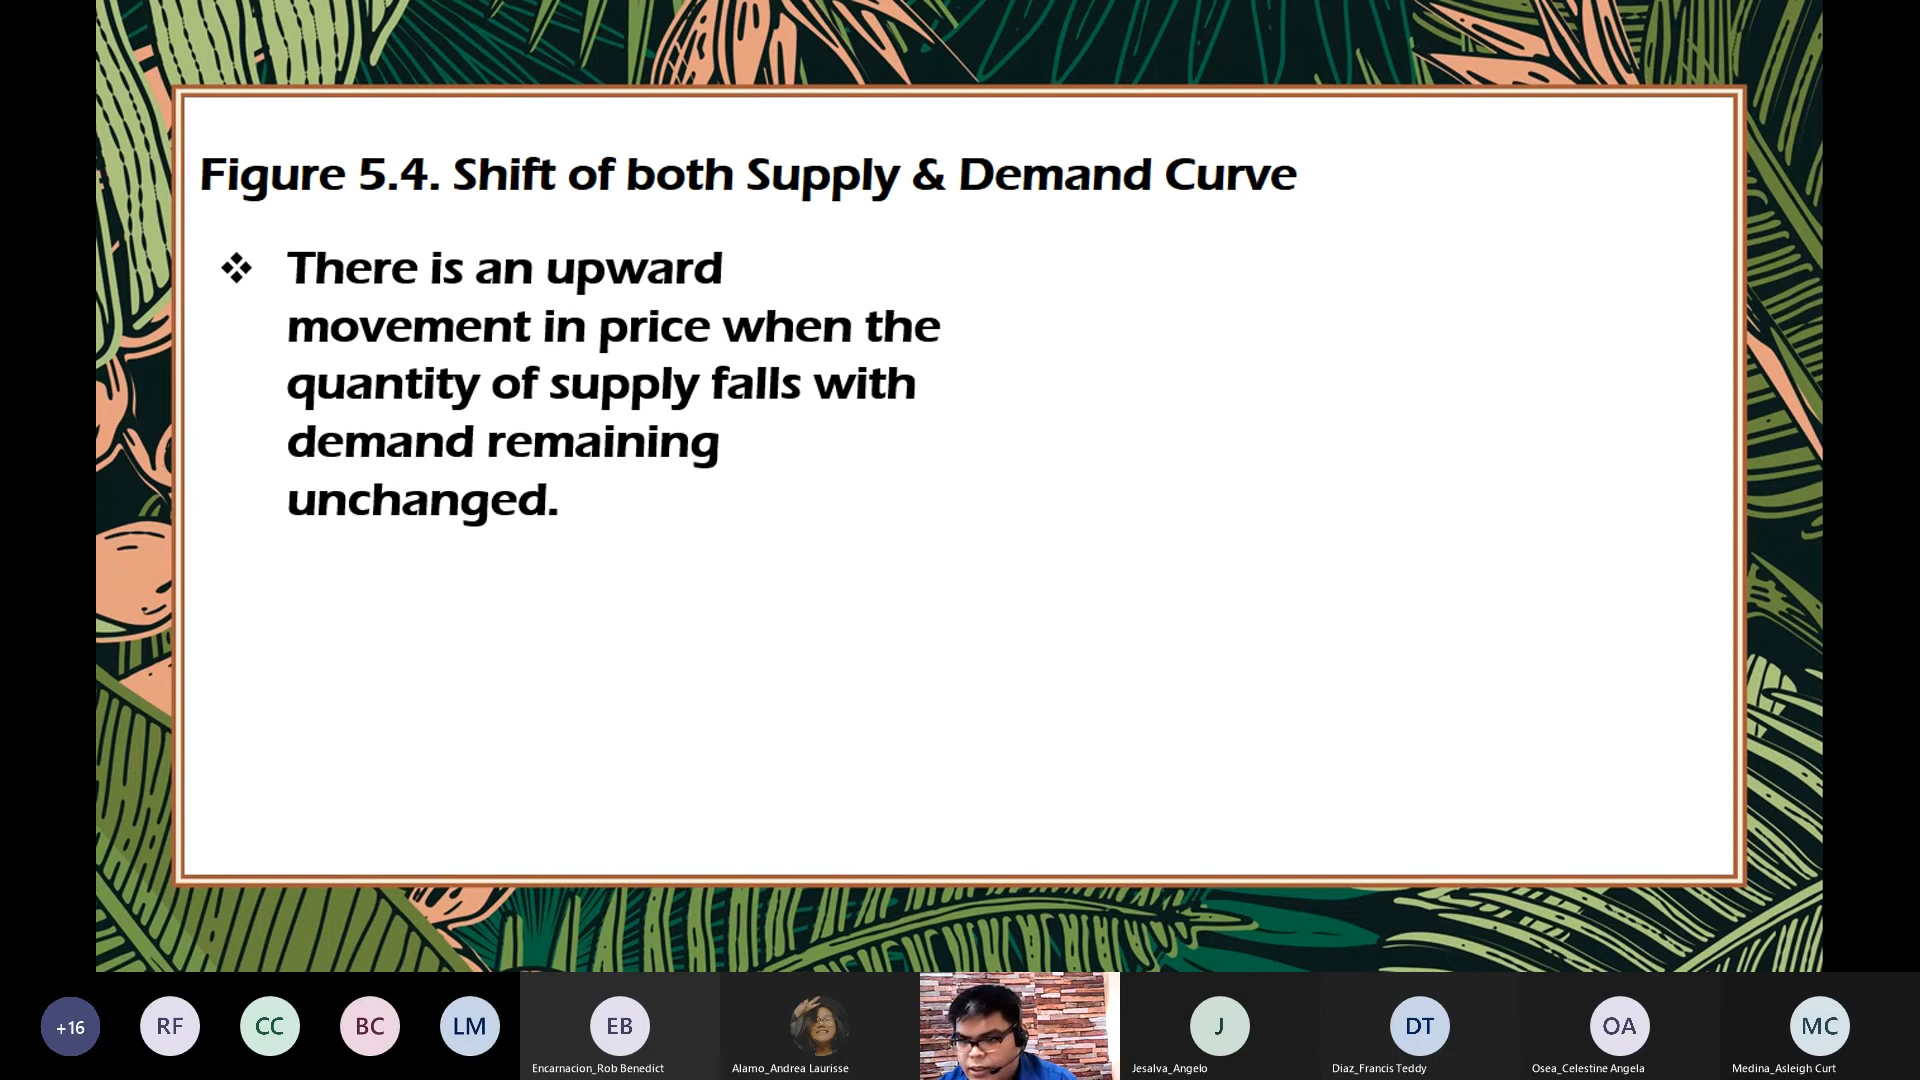 Figure 5.4. Shift of both Supply & Demand Curve
❖ There is an upward
movement in price when the
quantity of supply falls with
demand remaining
unchanged.
+16
RF
CC
BC
LM
EB
J
DT
OA
MC
Encarnacion_Rob Benedict
Alamo_Andrea Laurisse
Jesalva_Angelo
Diaz_Francis Teddy
Osea_Celestine Angela
Medina_Asleigh Curt